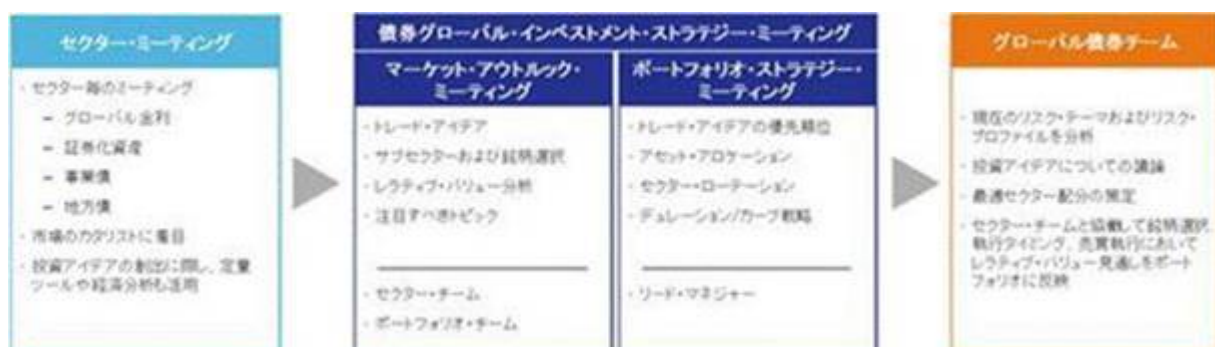 セクター・ミーティング
・セクター毎のミーティング
－ グローバル金利
－ 証券化資産
－ 事業債
－ 地方債
・市場のカタリストに着目
・投資アイデアの創出に際し、定量
ツールや経済分析も活用
債券グローバル・インベストメント・ストラテジー・ミーティング
マーケット・アウトルック・
ミーティング
・トレード・アイデア
・サブセクターおよび銘柄選択
・レラティブ・バリュー分析
・注目すべきトピック
・セクター・チーム
・ポートフォリオ・チーム
ポートフォリオ・ストラテジー・
ミーティング
・トレード・アイデアの優先順位
・アセット・アロケーション
・セクター・ローテーション
・デュレーション/カーブ戦略
・リード・マネジャー
グローバル債券チーム
・現在のリスク・テーマおよびリスク・
プロファイルを分析
・投資アイデアについての議論
・最適セクター配分の策定
・セクター・チームと協働して銘柄選択、
執行タイミング、売買執行において
レラティブ・バリュー見通しをポート
フォリオに反映